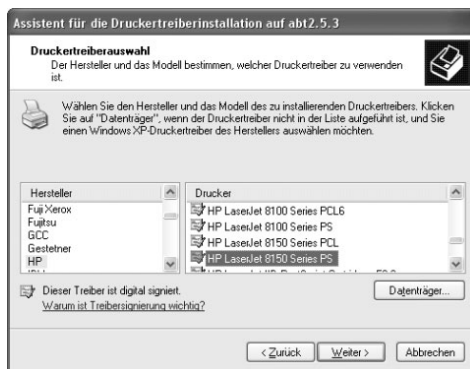 Assistent für die Druckertreiberinstallation auf abt2.5.3
Druckertreiberauswahl
Der Hersteller und das Modell bestimmen, welcher Druckertreiber zu verwenden
ist.
Wählen Sie den Hersteller und das Modell des zu installierenden Druckertreibers. Klicken
Sie auf "Datenträger", wenn der Druckertreiber nicht in der Liste aufgeführt ist, und Sie
einen Windows XP-Druckertreiber des Herstellers auswählen möchten.
Hersteller
Fuji Xerox
Fujitsu
GCC
Gestetner
HP
Drucker
HP LaserJet 8100 Series PCL6
HP LaserJet 8100 Series PS
HP LaserJet 8150 Series PCL
HP LaserJet 8150 Series PS
Dieser Treiber ist digital signiert.
Warum ist Treibersignierung wichtig?
Datenträger...
< Zurück
Weiter >
Abbrechen